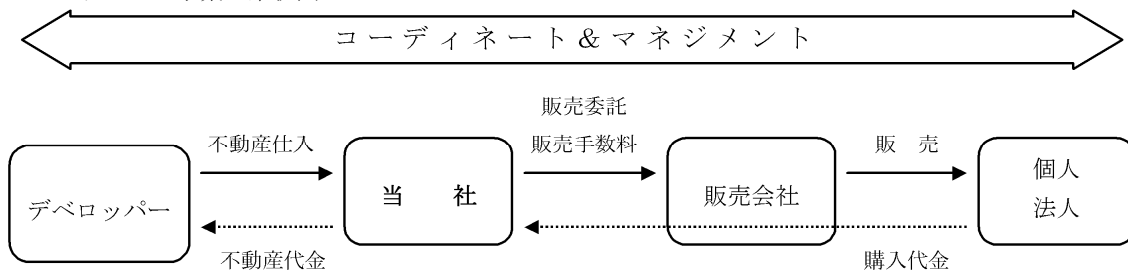 コーディネート&マネジメント
販売委託
不動産仕入
販売手数料
販 売
デベロッパー
当 社
販売会社
個人
法人
不動産代金
購入代金